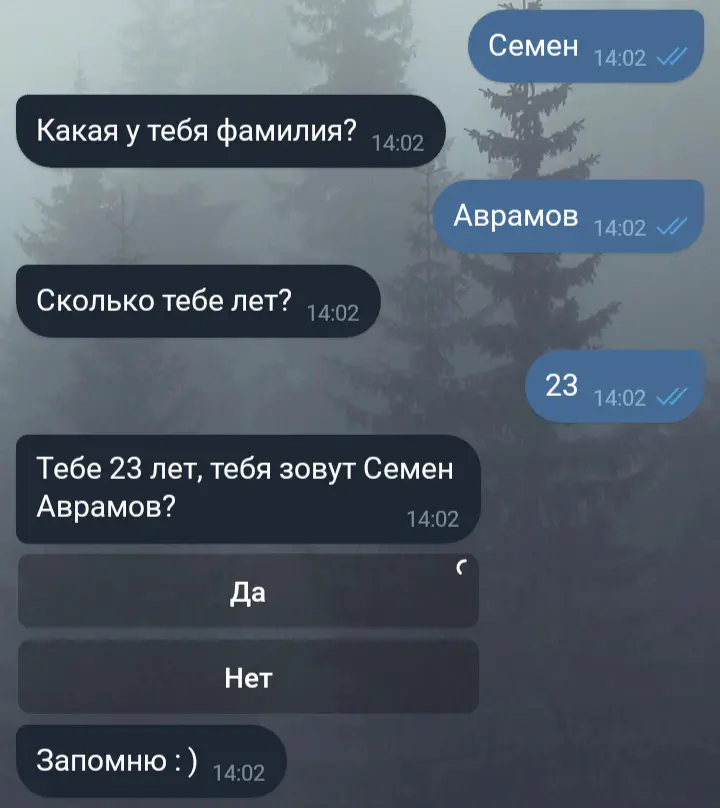 Семен 14:02
Какая у тебя фамилия? 14:02
Аврамов 14:02
Сколько тебе лет? 14:02
23 14:02
Тебе 23 лет, тебя зовут Семен
Аврамов? 14:02
Да
Нет
Запомню : ) 14:02